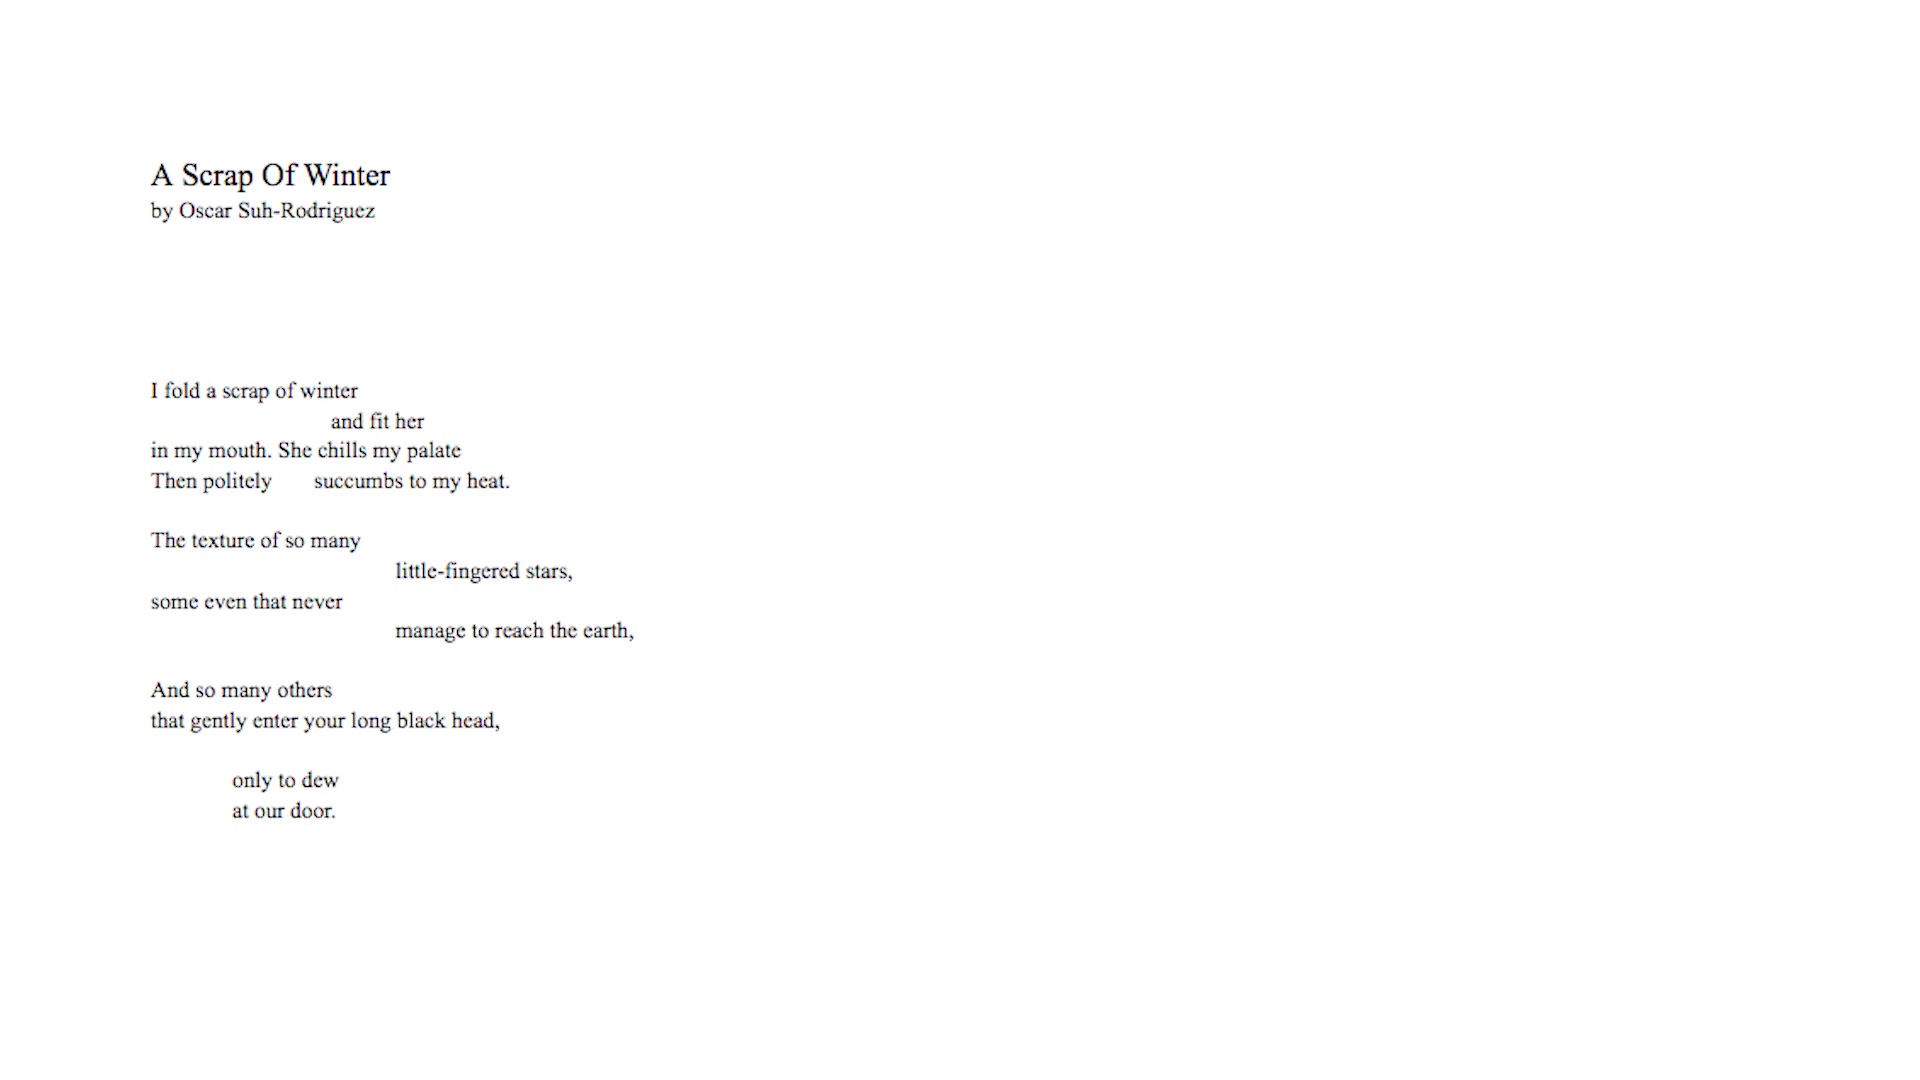 A Scrap Of Winter
by Oscar Suh-Rodriguez
I fold a scrap of winter
and fit her
in my mouth. She chills my palate
Then politely succumbs to my heat.
The texture of so many
little-fingered stars,
some even that never
manage to reach the earth,
And so many others
that gently enter your long black head,
only to dew
at our door.